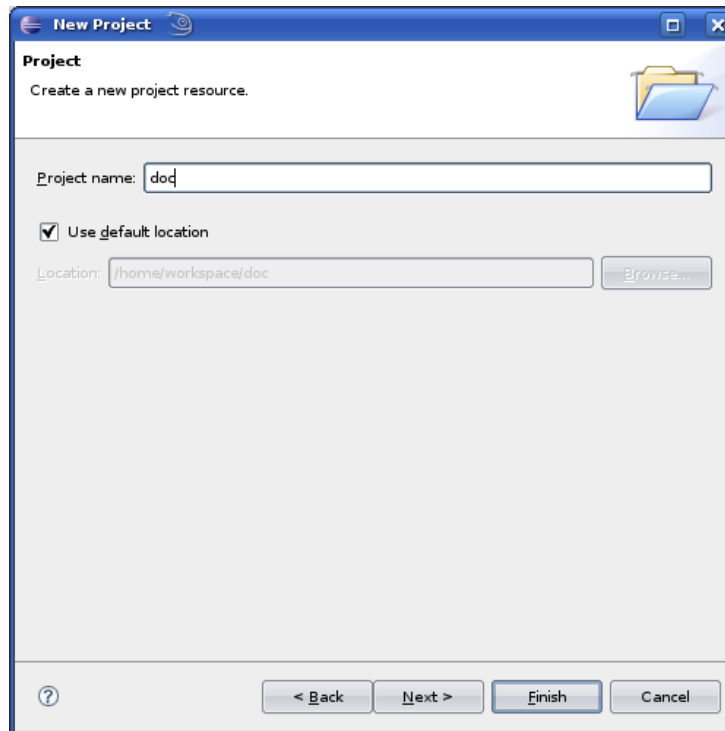 New Project
Project
Create a new project resource.
Project name: doc
Use default location
Location: /home/workspace/doc Browse...
? < Back Next > Finish Cancel